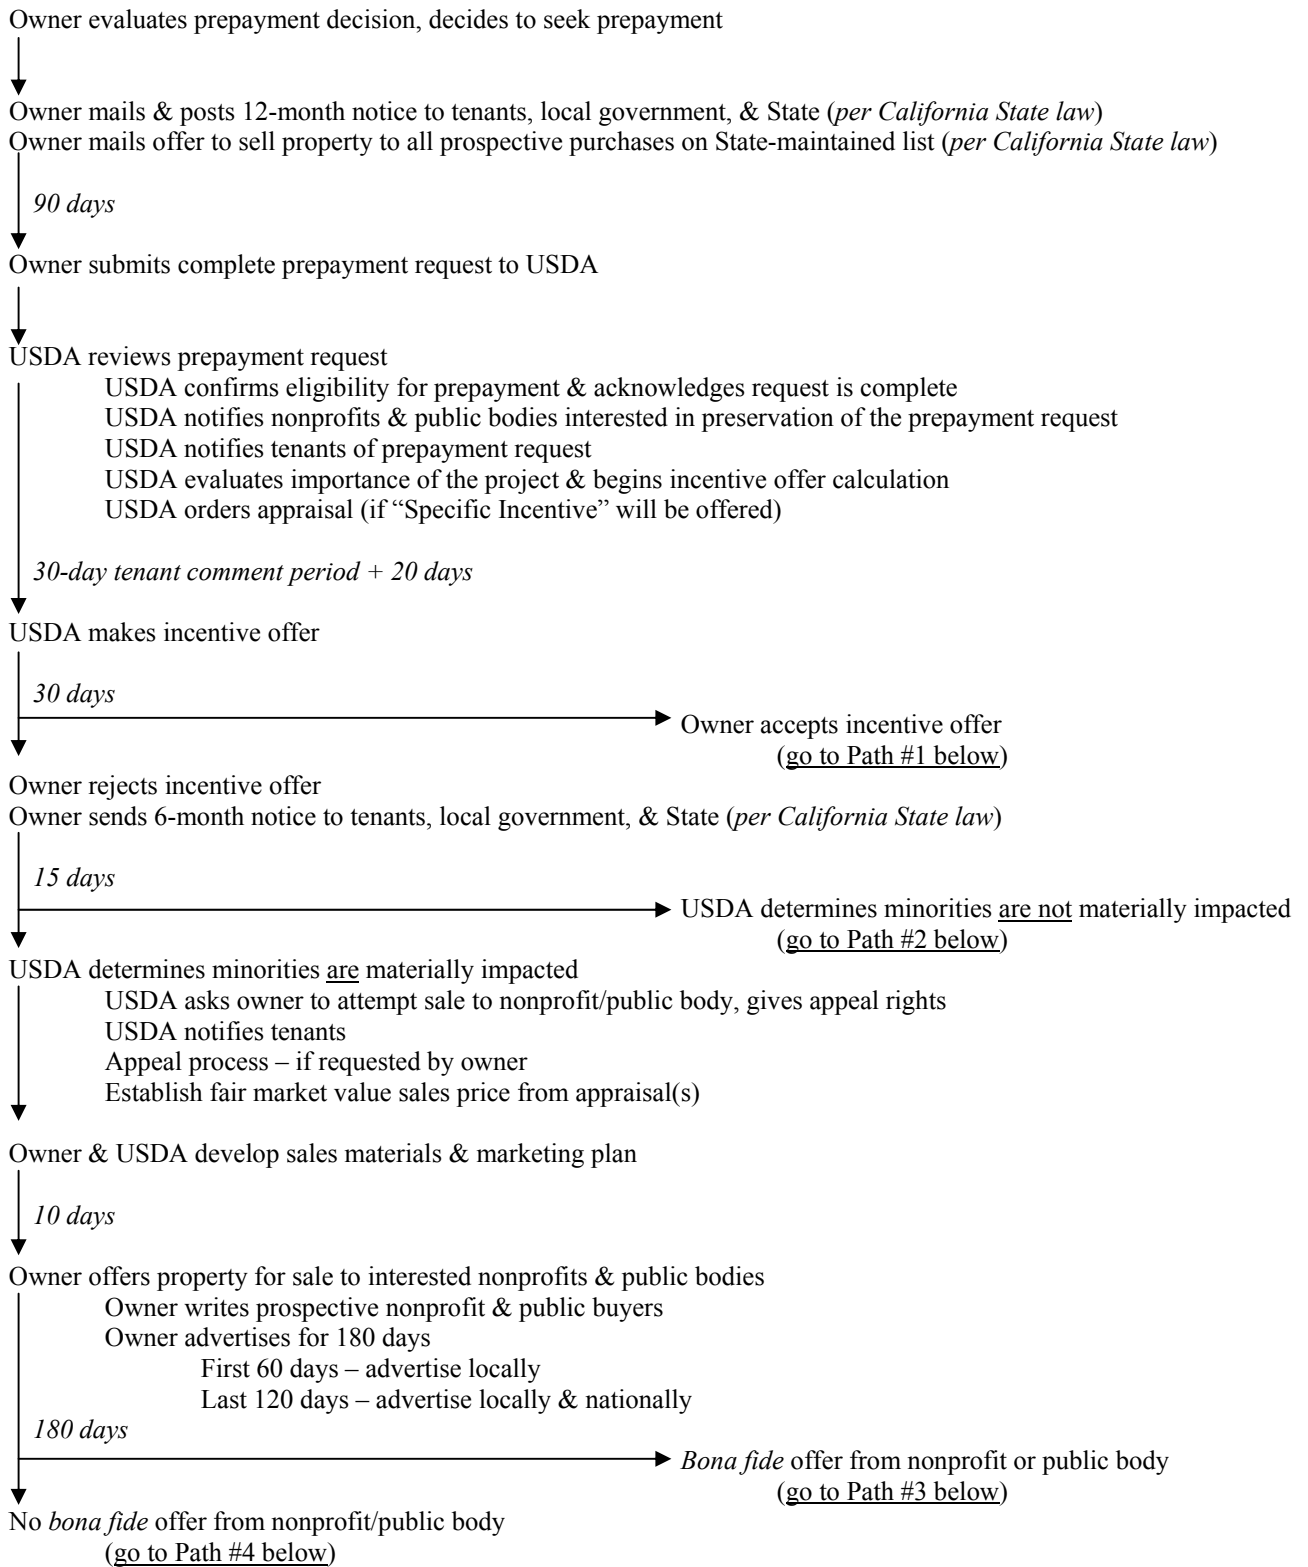 Owner evaluates prepayment decision, decides to seek prepayment
Owner mails & posts 12-month notice to tenants, local government, & State (per California State law)
Owner mails offer to sell property to all prospective purchases on State-maintained list (per California State law)
90 days
Owner submits complete prepayment request to USDA
USDA reviews prepayment request
USDA confirms eligibility for prepayment & acknowledges request is complete
USDA notifies nonprofits & public bodies interested in preservation of the prepayment request
USDA notifies tenants of prepayment request
USDA evaluates importance of the project & begins incentive offer calculation
USDA orders appraisal (if “Specific Incentive” will be offered)
30-day tenant comment period + 20 days
USDA makes incentive offer
30 days
Owner accepts incentive offer
(go to Path #1 below)
Owner rejects incentive offer
Owner sends 6-month notice to tenants, local government, & State (per California State law)
15 days
USDA determines minorities are not materially impacted
(go to Path #2 below)
USDA determines minorities are materially impacted
USDA asks owner to attempt sale to nonprofit/public body, gives appeal rights
USDA notifies tenants
Appeal process – if requested by owner
Establish fair market value sales price from appraisal(s)
Owner & USDA develop sales materials & marketing plan
10 days
Owner offers property for sale to interested nonprofits & public bodies
Owner writes prospective nonprofit & public buyers
Owner advertises for 180 days
First 60 days – advertise locally
Last 120 days – advertise locally & nationally
180 days
Bona fide offer from nonprofit or public body
(go to Path #3 below)
No bona fide offer from nonprofit/public body
(go to Path #4 below)